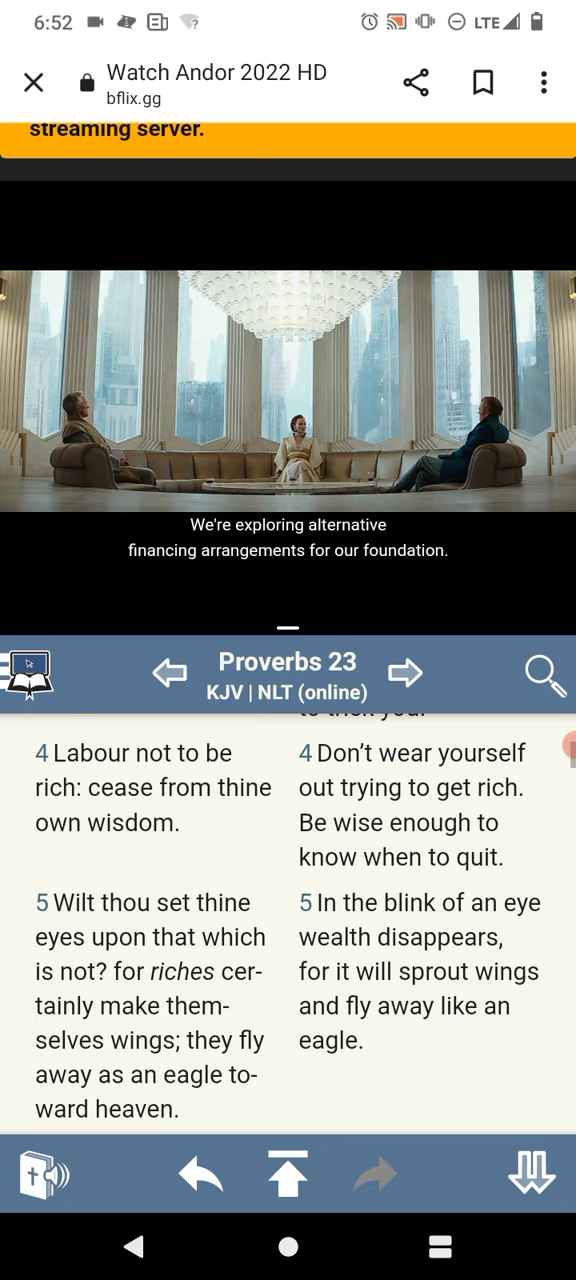 6:52
?
LTE
Watch Andor 2022 HD
bflix.gg
streaming server.
We're exploring alternative
financing arrangements for our foundation.
Proverbs 23
KJV | NLT (online)
to trick you.
4 Labour not to be
rich: cease from thine
own wisdom.
4 Don’t wear yourself
out trying to get rich.
Be wise enough to
know when to quit.
5 Wilt thou set thine
eyes upon that which
is not? for riches cer-
tainly make them-
selves wings; they fly
away as an eagle to-
ward heaven.
5 In the blink of an eye
wealth disappears,
for it will sprout wings
and fly away like an
eagle.